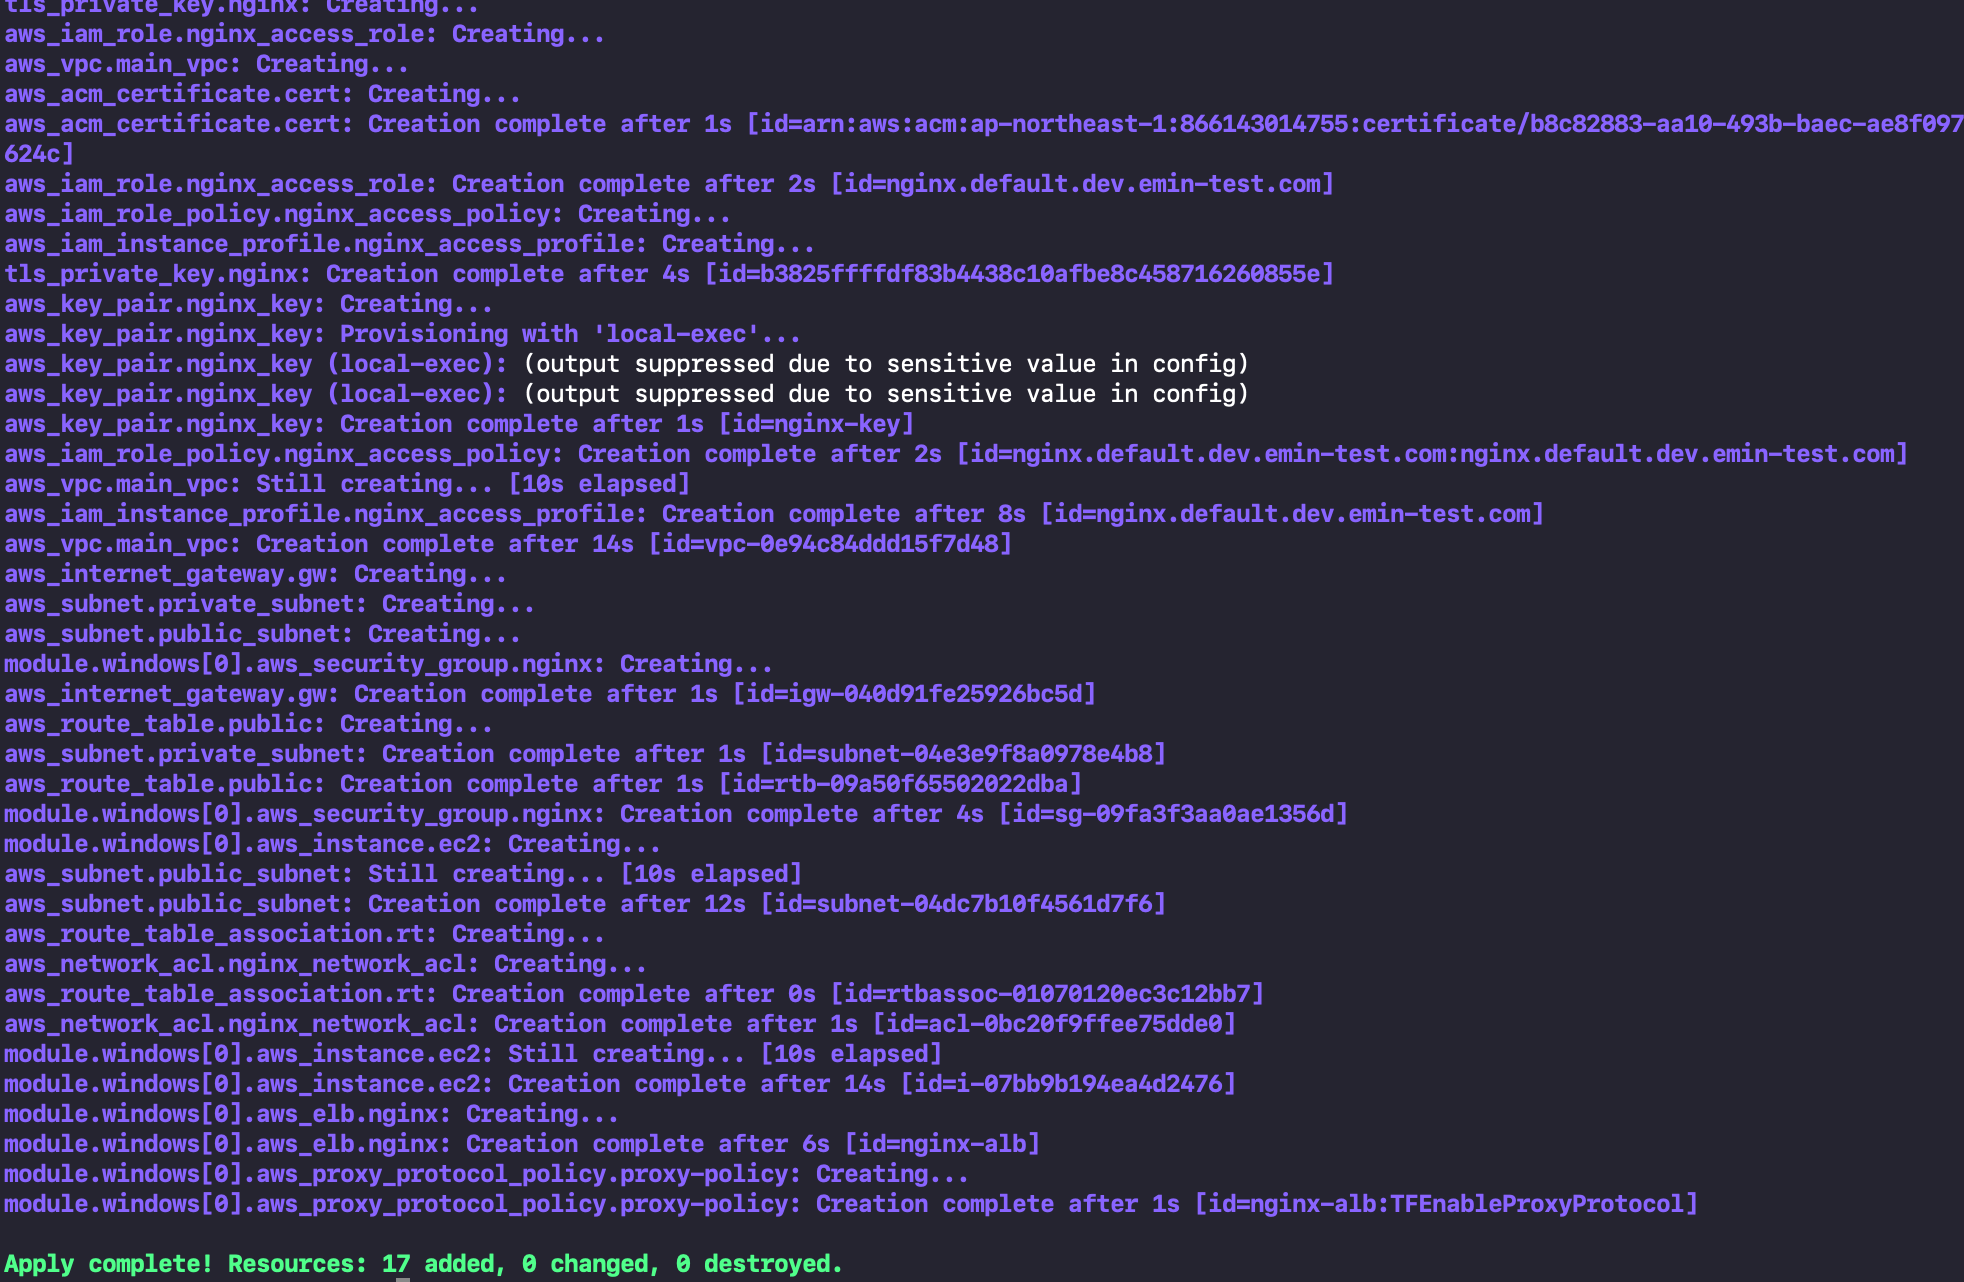 tls_private_key.nginx: Creating...
aws_iam_role.nginx_access_role: Creating...
aws_vpc.main_vpc: Creating...
aws_acm_certificate.cert: Creating...
aws_acm_certificate.cert: Creation complete after 1s [id=arn:aws:acm:ap-northeast-1:866143014755:certificate/b8c82883-aa10-493b-baec-ae8f097
624c]
aws_iam_role.nginx_access_role: Creation complete after 2s [id=nginx.default.dev.emin-test.com]
aws_iam_role_policy.nginx_access_policy: Creating...
aws_iam_instance_profile.nginx_access_profile: Creating...
tls_private_key.nginx: Creation complete after 4s [id=b3825ffffdf83b4438c10afbe8c458716260855e]
aws_key_pair.nginx_key: Creating...
aws_key_pair.nginx_key: Provisioning with 'local-exec'...
aws_key_pair.nginx_key (local-exec): (output suppressed due to sensitive value in config)
aws_key_pair.nginx_key (local-exec): (output suppressed due to sensitive value in config)
aws_key_pair.nginx_key: Creation complete after 1s [id=nginx-key]
aws_iam_role_policy.nginx_access_policy: Creation complete after 2s [id=nginx.default.dev.emin-test.com:nginx.default.dev.emin-test.com]
aws_vpc.main_vpc: Still creating... [10s elapsed]
aws_iam_instance_profile.nginx_access_profile: Creation complete after 8s [id=nginx.default.dev.emin-test.com]
aws_vpc.main_vpc: Creation complete after 14s [id=vpc-0e94c84ddd15f7d48]
aws_internet_gateway.gw: Creating...
aws_subnet.private_subnet: Creating...
aws_subnet.public_subnet: Creating...
module.windows[0].aws_security_group.nginx: Creating...
aws_internet_gateway.gw: Creation complete after 1s [id=igw-040d91fe25926bc5d]
aws_route_table.public: Creating...
aws_subnet.private_subnet: Creation complete after 1s [id=subnet-04e3e9f8a0978e4b8]
aws_route_table.public: Creation complete after 1s [id=rtb-09a50f65502022dba]
module.windows[0].aws_security_group.nginx: Creation complete after 4s [id=sg-09fa3f3aa0ae1356d]
module.windows[0].aws_instance.ec2: Creating...
aws_subnet.public_subnet: Still creating... [10s elapsed]
aws_subnet.public_subnet: Creation complete after 12s [id=subnet-04dc7b10f4561d7f6]
aws_route_table_association.rt: Creating...
aws_network_acl.nginx_network_acl: Creating...
aws_route_table_association.rt: Creation complete after 0s [id=rtbassoc-01070120ec3c12bb7]
aws_network_acl.nginx_network_acl: Creation complete after 1s [id=acl-0bc20f9ffee75dde0]
module.windows[0].aws_instance.ec2: Still creating... [10s elapsed]
module.windows[0].aws_instance.ec2: Creation complete after 14s [id=i-07bb9b194ea4d2476]
module.windows[0].aws_elb.nginx: Creating...
module.windows[0].aws_elb.nginx: Creation complete after 6s [id=nginx-alb]
module.windows[0].aws_proxy_protocol_policy.proxy-policy: Creating...
module.windows[0].aws_proxy_protocol_policy.proxy-policy: Creation complete after 1s [id=nginx-alb:TFEnableProxyProtocol]
Apply complete! Resources: 17 added, 0 changed, 0 destroyed.